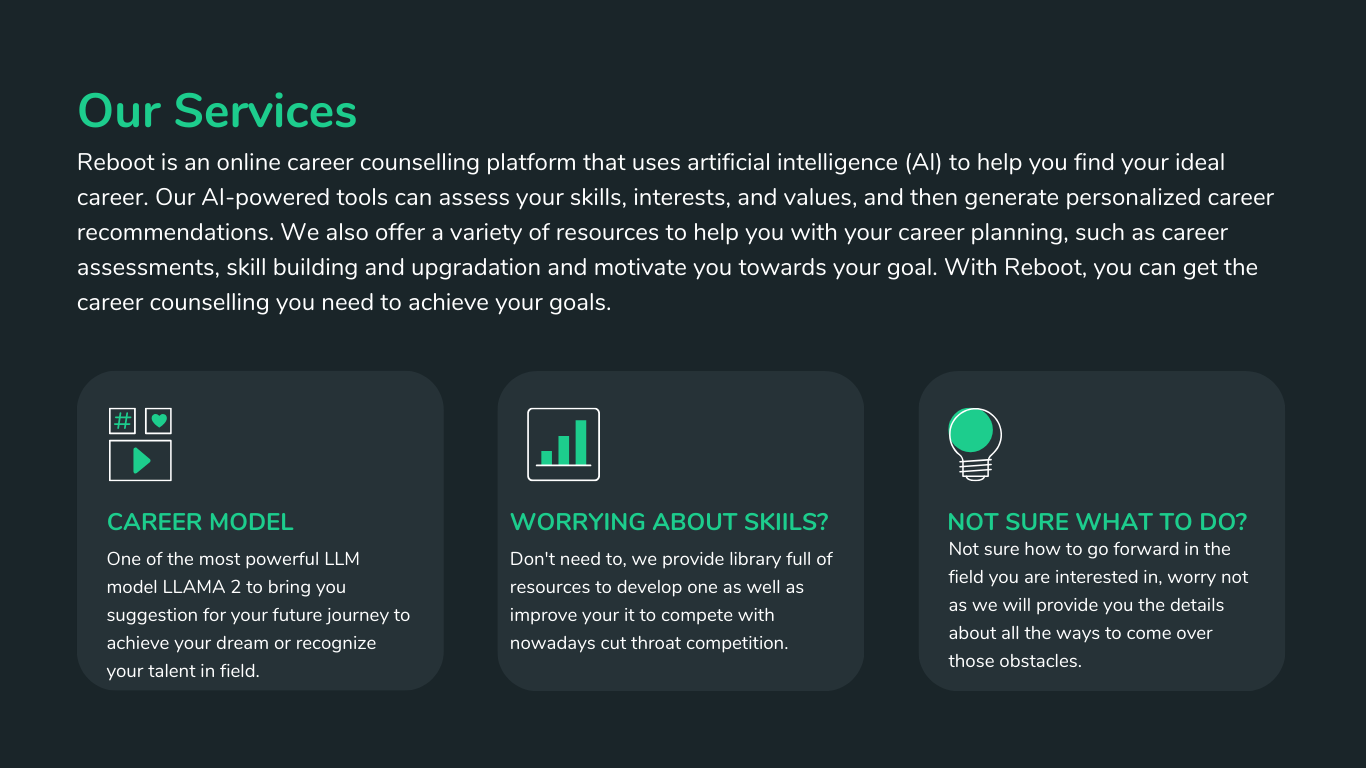 Our Services
Reboot is an online career counselling platform that uses artificial intelligence (AI) to help you find your ideal
career. Our AI-powered tools can assess your skills, interests, and values, and then generate personalized career
recommendations. We also offer a variety of resources to help you with your career planning, such as career
assessments, skill building and upgradation and motivate you towards your goal. With Reboot, you can get the
career counselling you need to achieve your goals.
#
CAREER MODEL
One of the most powerful LLM
model LLAMA 2 to bring you
suggestion for your future journey to
achieve your dream or recognize
your talent in field.
WORRYING ABOUT SKIILS?
Don't need to, we provide library full of
resources to develop one as well as
improve your it to compete with
nowadays cut throat competition.
NOT SURE WHAT TO DO?
Not sure how to go forward in the
field you are interested in, worry not
as we will provide you the details
about all the ways to come over
those obstacles.